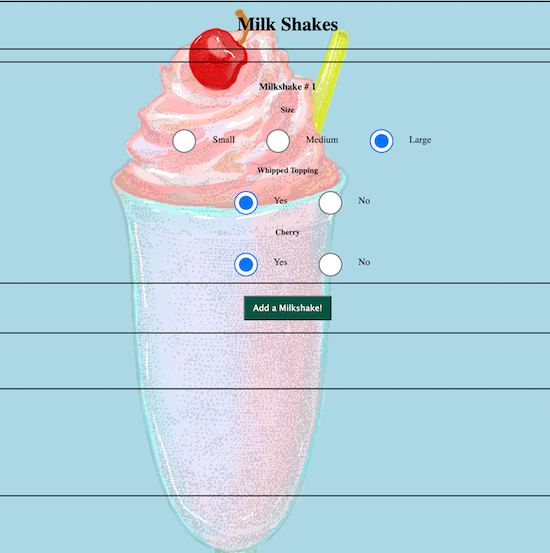 Milk Shakes
Milkshake # 1
Size
Small Medium Large
Whipped Topping
Yes No
Cherry
Yes No
Add a Milkshake!